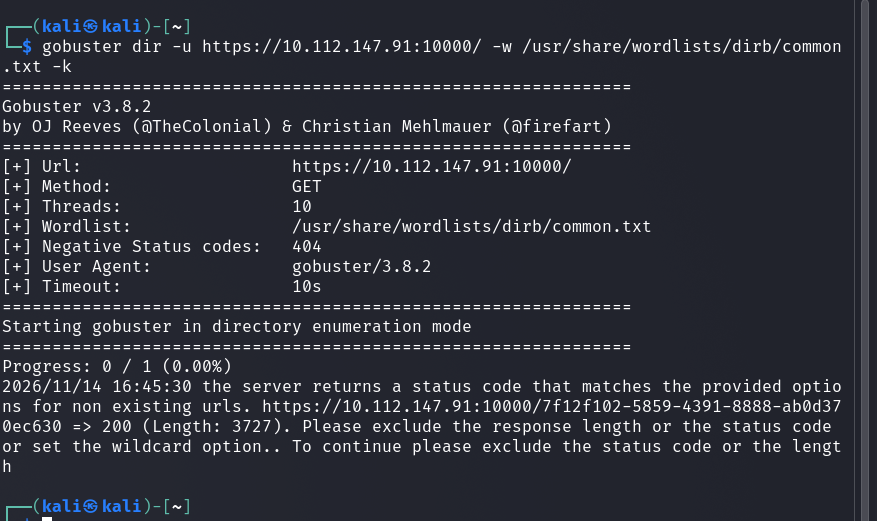 ┌──(kali㉿kali)-[~]
└─$ gobuster dir -u https://10.112.147.91:10000/ -w /usr/share/wordlists/dirb/common
.txt -k
===============================================================
Gobuster v3.8.2
by OJ Reeves (@TheColonial) & Christian Mehlmauer (@firefart)
===============================================================
[+] Url:                     https://10.112.147.91:10000/
[+] Method:                  GET
[+] Threads:                 10
[+] Wordlist:                /usr/share/wordlists/dirb/common.txt
[+] Negative Status codes:   404
[+] User Agent:              gobuster/3.8.2
[+] Timeout:                 10s
===============================================================
Starting gobuster in directory enumeration mode
===============================================================
Progress: 0 / 1 (0.00%)
2026/11/14 16:45:30 the server returns a status code that matches the provided optio
ns for non existing urls. https://10.112.147.91:10000/7f12f102-5859-4391-8888-ab0d37
0ec630 => 200 (Length: 3727). Please exclude the response length or the status code
or set the wildcard option.. To continue please exclude the status code or the lengt
h
┌──(kali㉿kali)-[~]
└─$